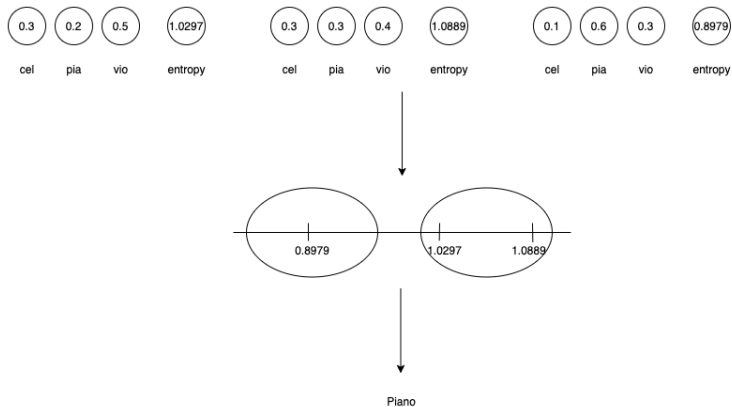 0.3 0.2 0.5 1.0297 0.3 0.3 0.4 1.0889 0.1 0.6 0.3 0.8979
cel pia vio entropy cel pia vio entropy cel pia vio entropy
0.8979 1.0297 1.0889
Piano